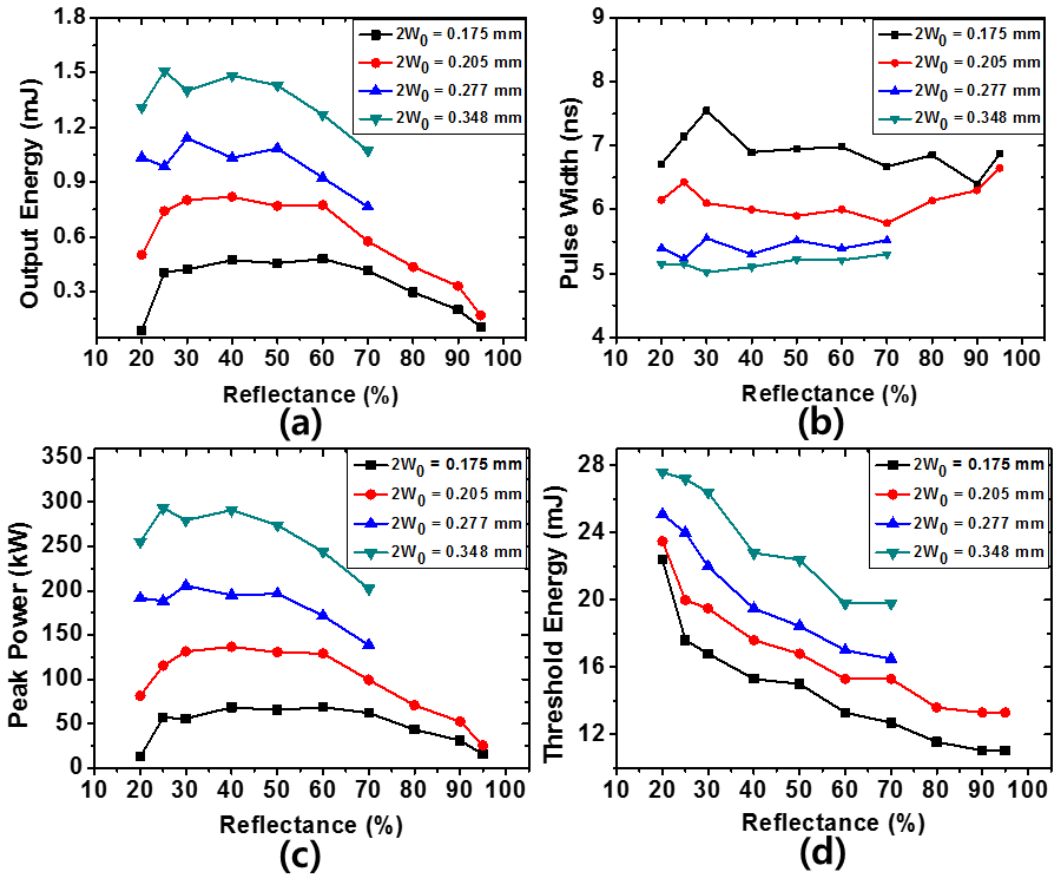 1.8
1.5
1.2
0.9
0.6
0.3
Output Energy (mJ)
2W0 = 0.175 mm
2W0 = 0.205 mm
2W0 = 0.277 mm
2W0 = 0.348 mm
10 20 30 40 50 60 70 80 90 100
Reflectance (%)
(a)
9
8
7
6
5
4
Pulse Width (ns)
2W0 = 0.175 mm
2W0 = 0.205 mm
2W0 = 0.277 mm
2W0 = 0.348 mm
10 20 30 40 50 60 70 80 90 100
Reflectance (%)
(b)
350
300
250
200
150
100
50
0
Peak Power (kW)
2W0 = 0.175 mm
2W0 = 0.205 mm
2W0 = 0.277 mm
2W0 = 0.348 mm
10 20 30 40 50 60 70 80 90 100
Reflectance (%)
(c)
28
24
20
16
12
Threshold Energy (mJ)
2W0 = 0.175 mm
2W0 = 0.205 mm
2W0 = 0.277 mm
2W0 = 0.348 mm
10 20 30 40 50 60 70 80 90 100
Reflectance (%)
(d)